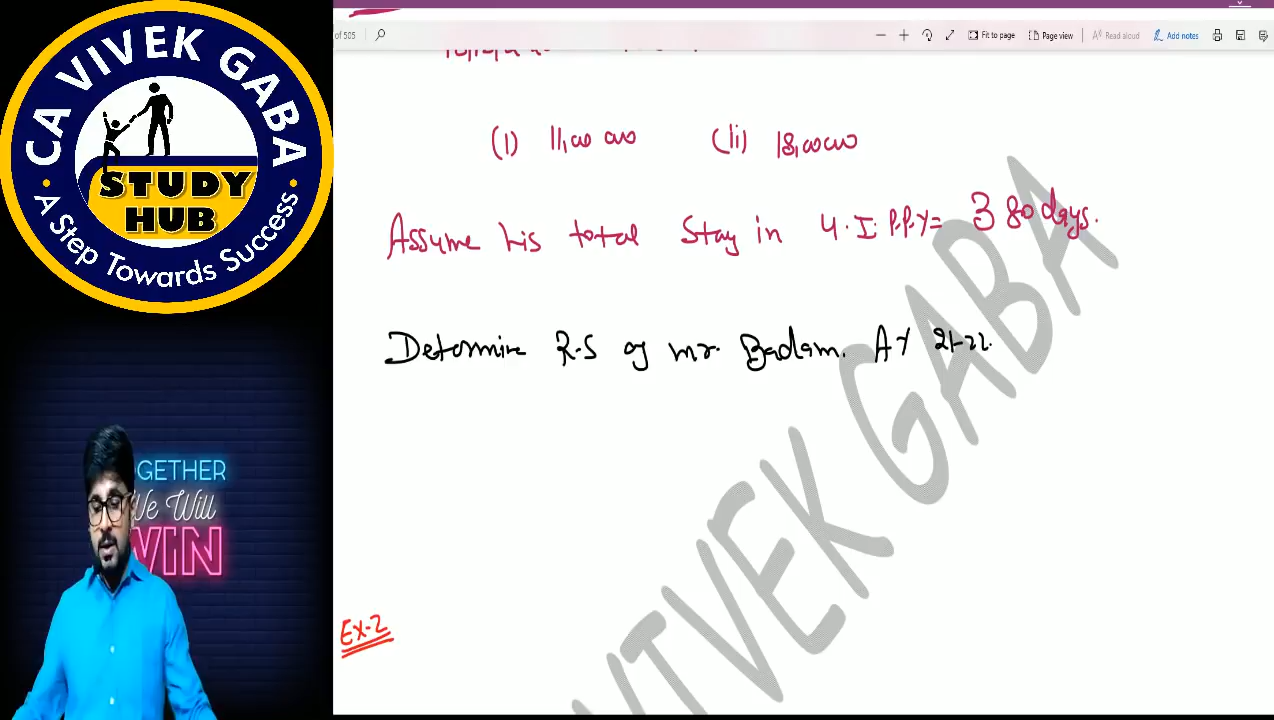 CA VIVEK GABA
STUDY
HUB
A Step Towards Success
of 505
Fit to page
Page view
Read aloud
Add notes
(i) 11,00 000 (ii) 18,00 000
Assume his total Stay in 4.I.P.P.Y = 380 days.
Determine R.S of Mr. Badam. AY 21-22.
OGETHER
We Will
WIN
Ex-2
VIVEK GABA